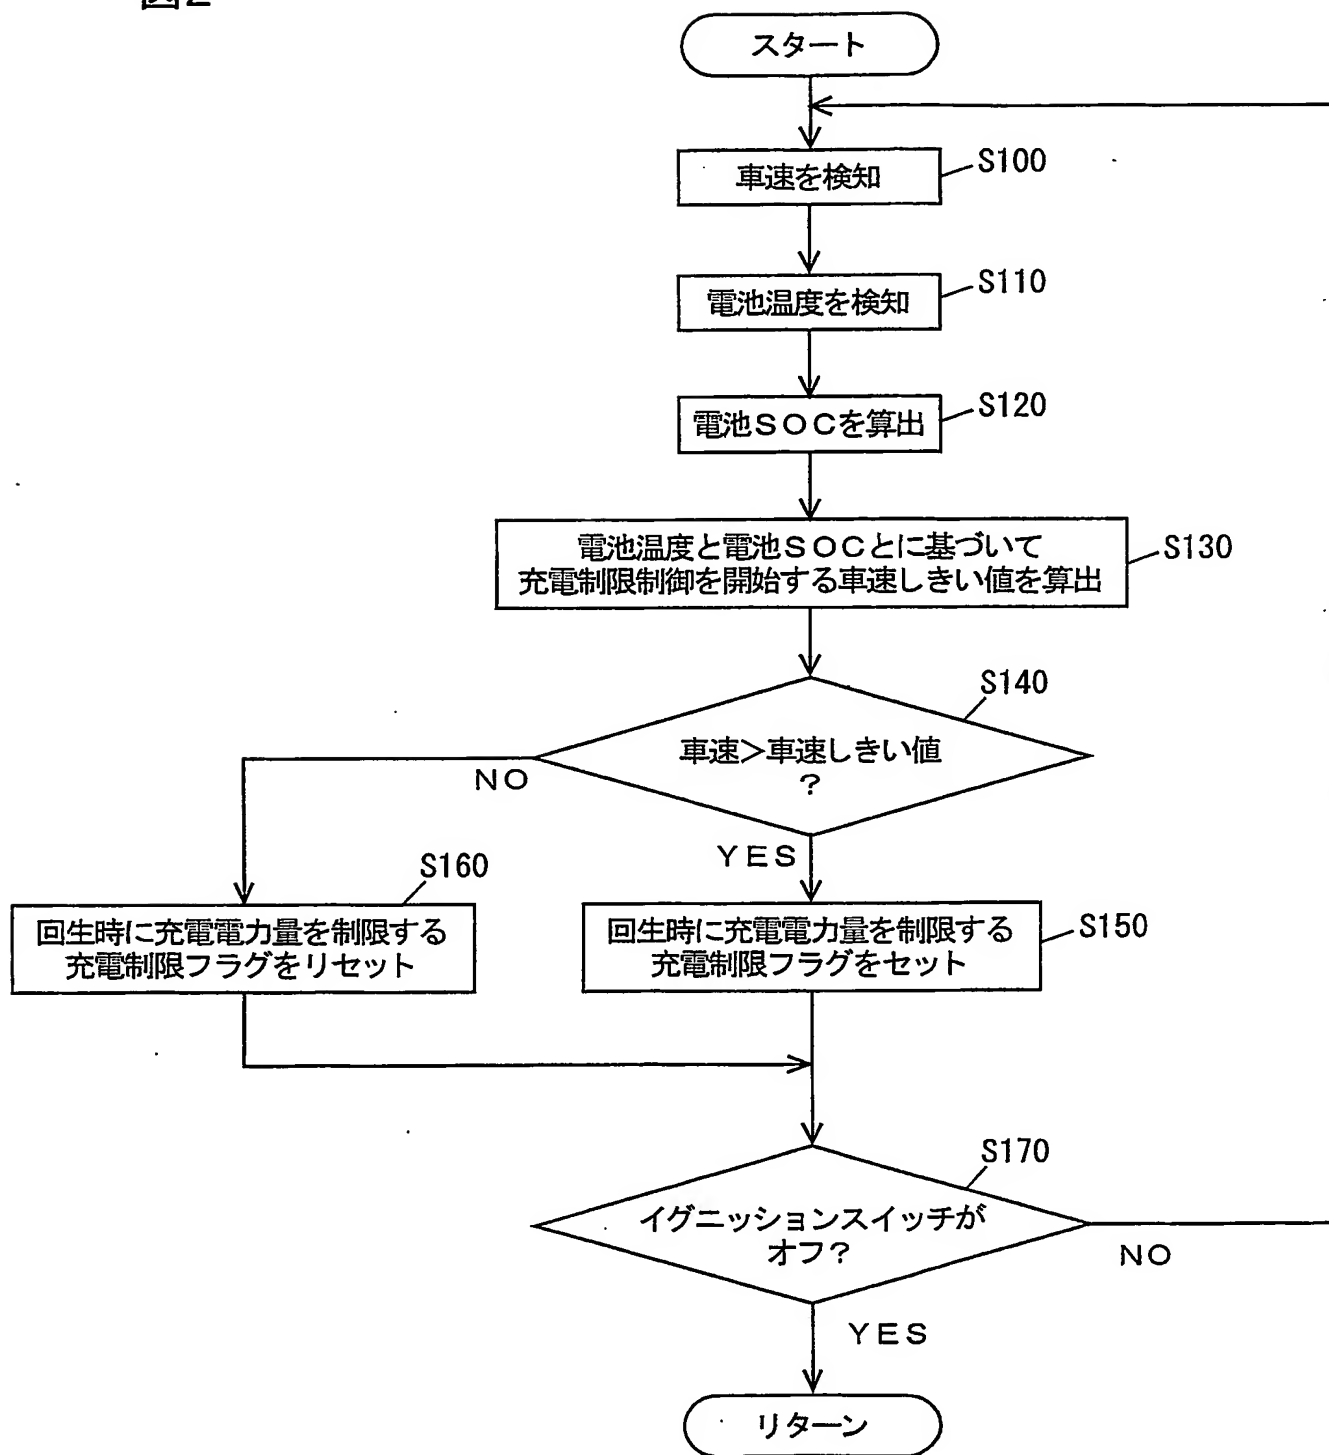 図2
スタート
車速を検知
S100
電池温度を検知
S110
電池SOCを算出
S120
電池温度と電池SOCとに基づいて
充電制限制御を開始する車速しきい値を算出
S130
S140
車速>車速しきい値
?
NO
YES
S160
回生時に充電電力量を制限する
充電制限フラグをリセット
回生時に充電電力量を制限する
充電制限フラグをセット
S150
S170
イグニッションスイッチが
オフ?
NO
YES
リターン